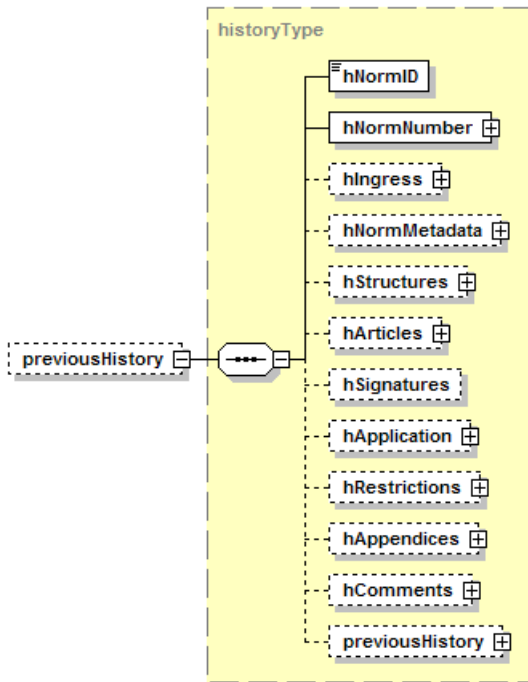 historyType
hNormID
hNormNumber
hIngress
hNormMetadata
hStructures
hArticles
previousHistory
hSignatures
hApplication
hRestrictions
hAppendices
hComments
previousHistory